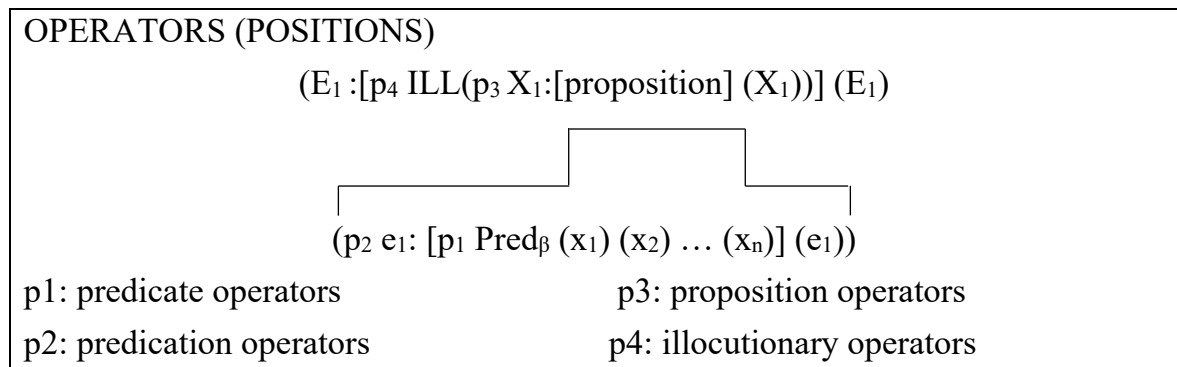 OPERATORS (POSITIONS)
(E₁ :[p₄ ILL(p₃ X₁:[proposition] (X₁))] (E₁)
(p₂ e₁: [p₁ Predᵦ (x₁) (x₂) … (xₙ)] (e₁))
p1: predicate operators p3: proposition operators
p2: predication operators p4: illocutionary operators